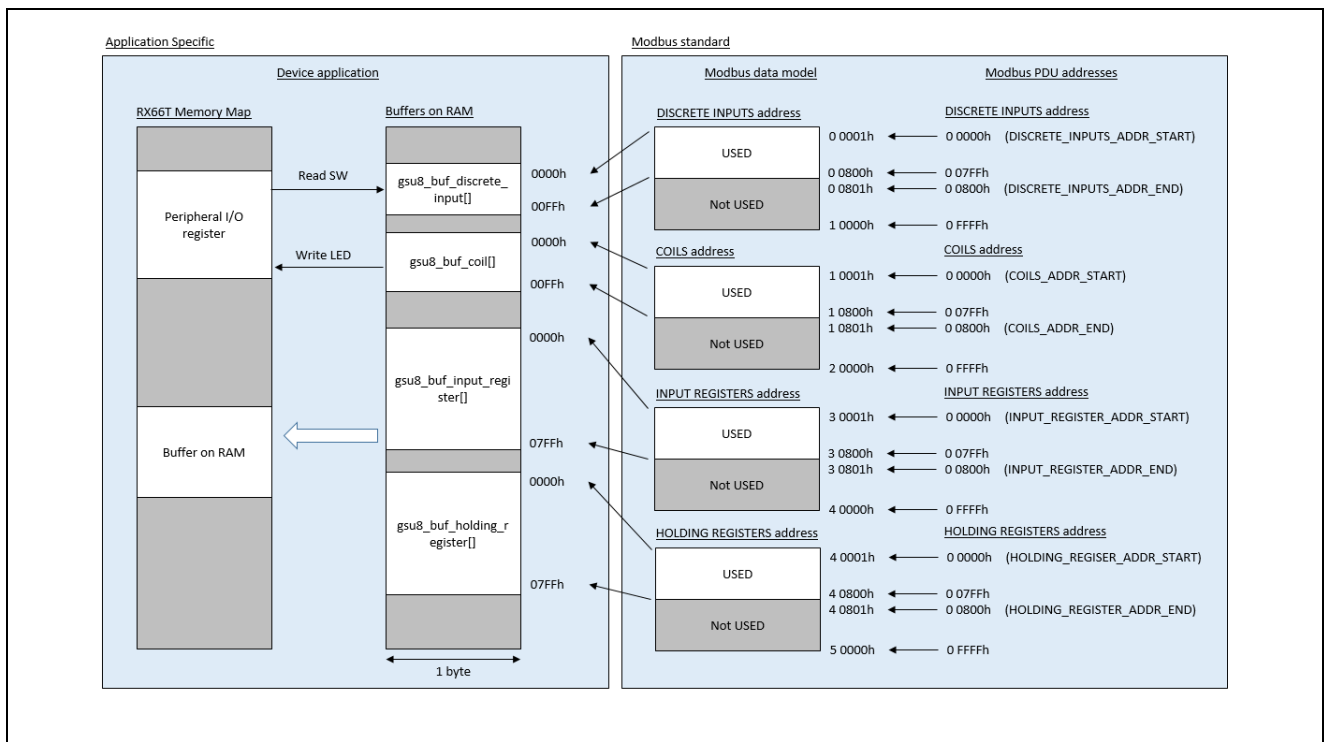 Application Specific
Device application
RX66T Memory Map
Peripheral I/O
register
Buffer on RAM
Read SW
Write LED
Buffers on RAM
gsu8_buf_discrete_
input[]
gsu8_buf_coil[]
gsu8_buf_input_regi
ster[]
gsu8_buf_holding_r
egister[]
1 byte
0000h
00FFh
0000h
00FFh
0000h
07FFh
0000h
07FFh
Modbus standard
Modbus data model
Modbus PDU addresses
DISCRETE INPUTS address
DISCRETE INPUTS address
USED
Not USED
0 0001h 0 0000h (DISCRETE_INPUTS_ADDR_START)
0 0800h 0 07FFh
0 0801h 0 0800h (DISCRETE_INPUTS_ADDR_END)
1 0000h 0 FFFFh
COILS address
COILS address
USED
Not USED
1 0001h 0 0000h (COILS_ADDR_START)
1 0800h 0 07FFh
1 0801h 0 0800h (COILS_ADDR_END)
2 0000h 0 FFFFh
INPUT REGISTERS address
INPUT REGISTERS address
USED
Not USED
3 0001h 0 0000h (INPUT_REGISTER_ADDR_START)
3 0800h 0 07FFh
3 0801h 0 0800h (INPUT_REGISTER_ADDR_END)
4 0000h 0 FFFFh
HOLDING REGISTERS address
HOLDING REGISTERS address
USED
Not USED
4 0001h 0 0000h (HOLDING_REGISER_ADDR_START)
4 0800h 0 07FFh
4 0801h 0 0800h (HOLDING_REGISTER_ADDR_END)
5 0000h 0 FFFFh